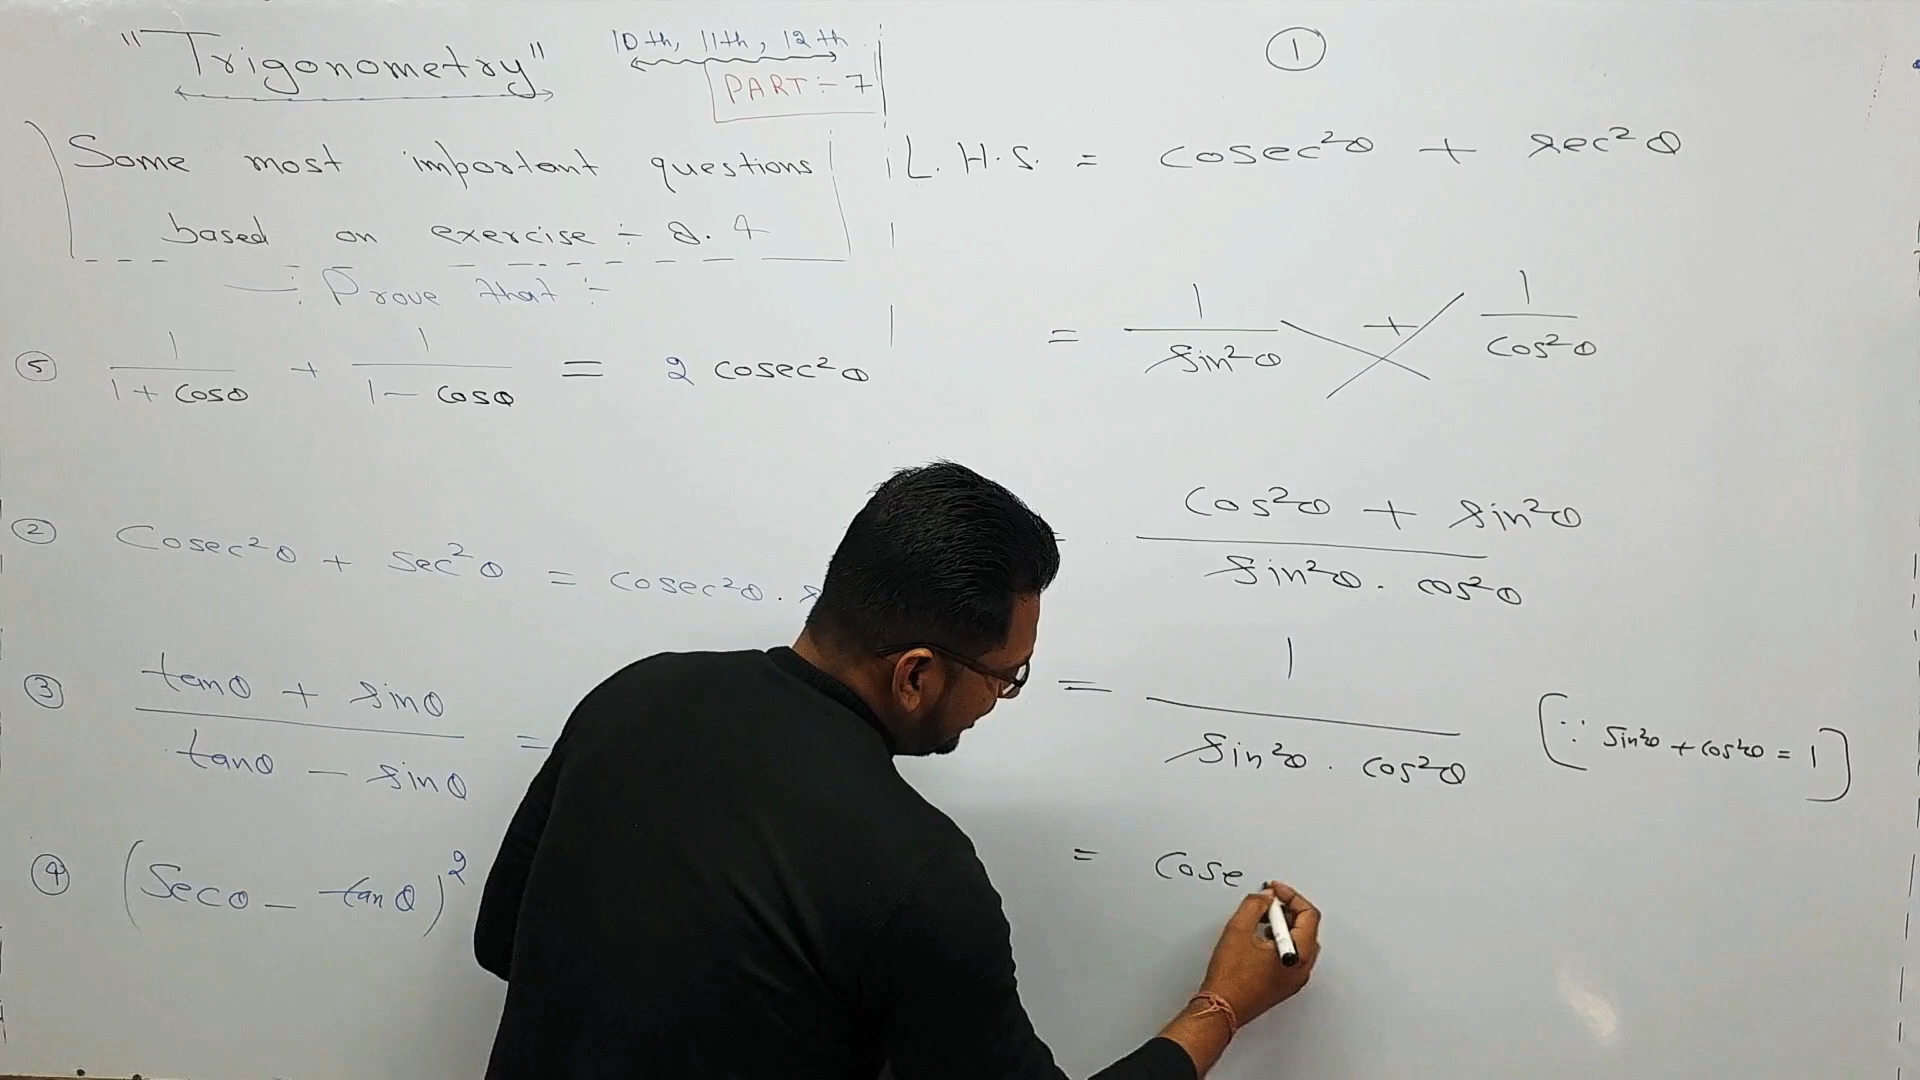 "Trigonometry"
10th, 11th, 12th
PART :- 7
Some most important questions
based on exercise ÷ 8.4
—: Prove that :-
⑤ 1/(1 + cosθ) + 1/(1 - cosθ) = 2 cosec²θ
② Cosec²θ + Sec²θ = cosec²θ .
③ (tanθ + sinθ)/(tanθ - sinθ) =
④ (Secθ - tanθ)²
①
L.H.S. = cosec²θ + sec²θ
= 1/sin²θ + 1/cos²θ
(cos²θ + sin²θ)/(sin²θ . cos²θ)
= 1/(sin²θ . cos²θ) [∵ sin²θ + cos²θ = 1]
= cose